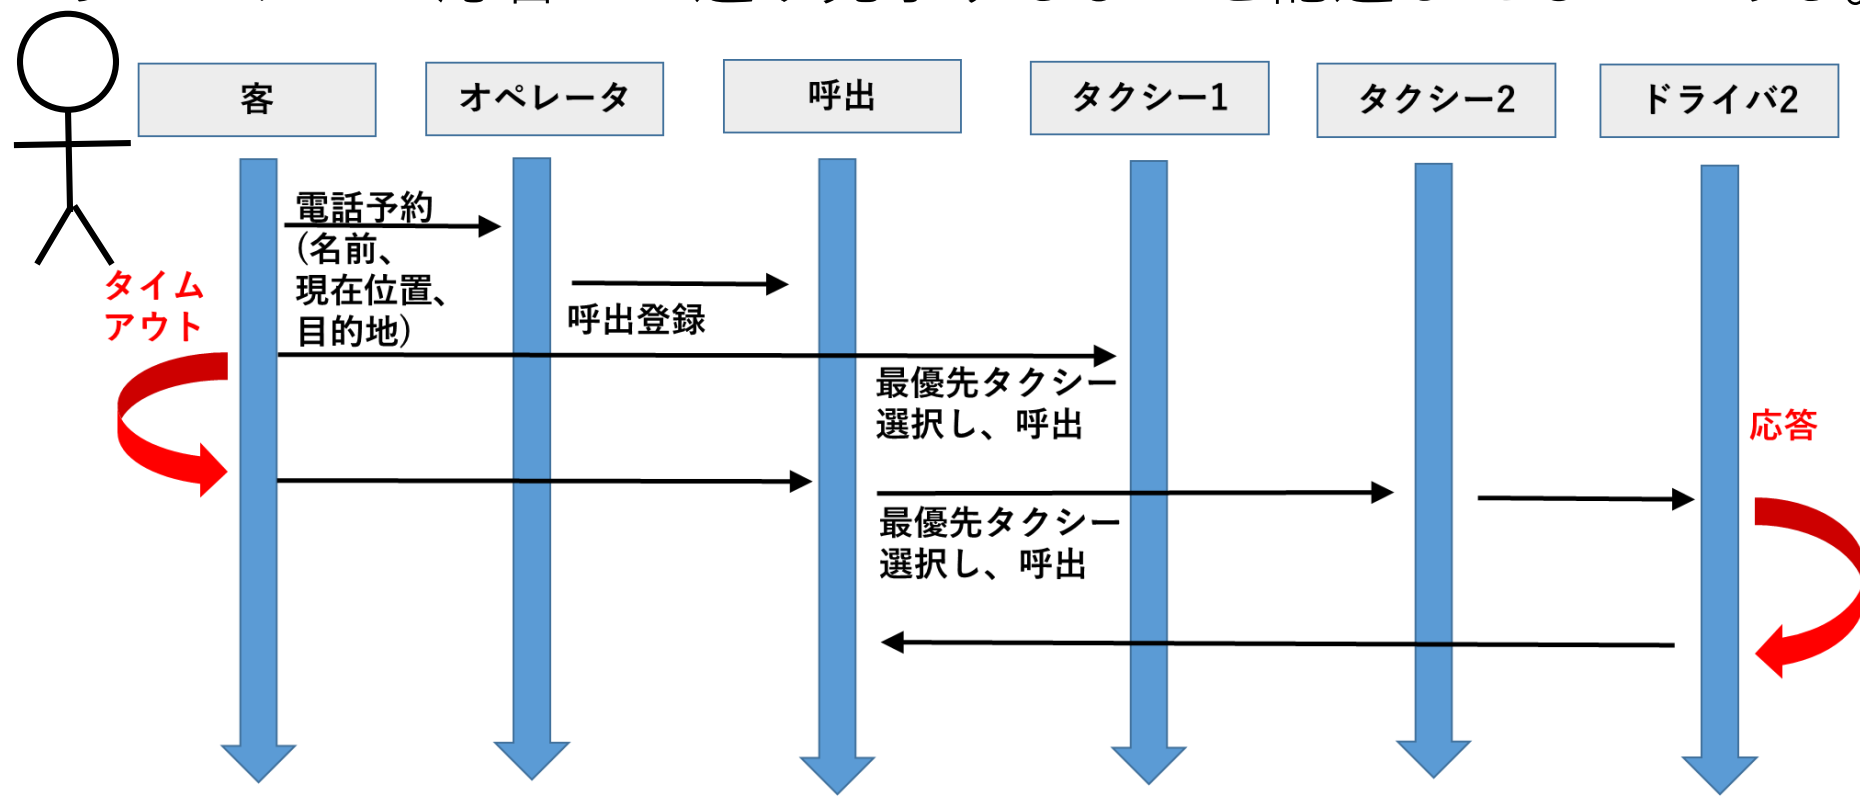 客
オペレータ
呼出
タクシー1
タクシー2
ドライバ2
電話予約
(名前、
現在位置、
目的地)
タイム
アウト
呼出登録
最優先タクシー
選択し、呼出
応答
最優先タクシー
選択し、呼出